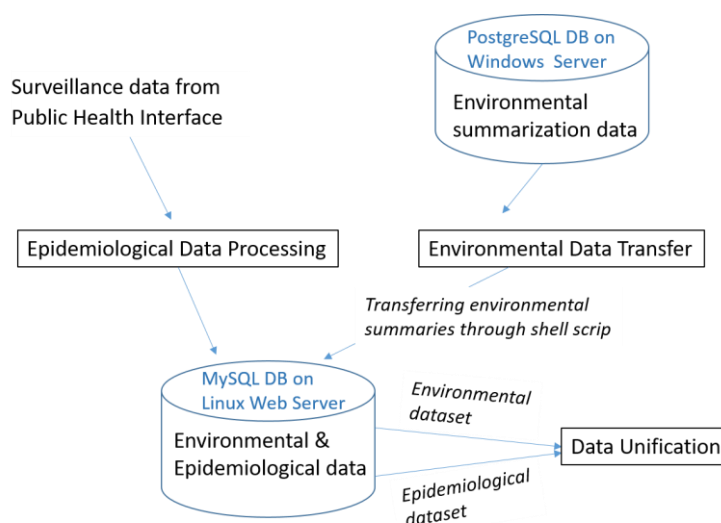 PostgreSQL DB on
Windows Server
Surveillance data from
Public Health Interface
Environmental
summarization data
Epidemiological Data Processing
Environmental Data Transfer
Transferring environmental
summaries through shell scrip
MySQL DB on
Linux Web Server
Environmental &
Epidemiological data
Environmental
dataset
Data Unification
Epidemiological
dataset